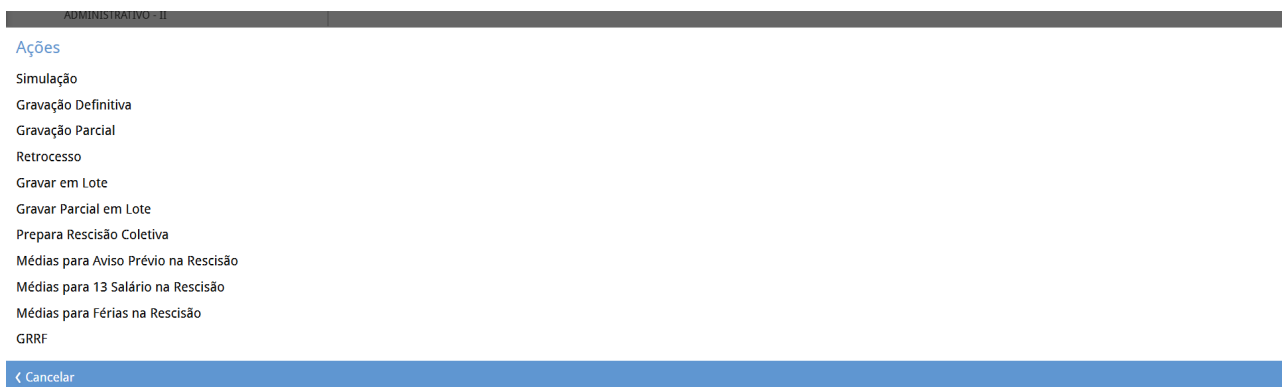 ADMINISTRATIVO - II
Ações
Simulação
Gravação Definitiva
Gravação Parcial
Retrocesso
Gravar em Lote
Gravar Parcial em Lote
Prepara Rescisão Coletiva
Médias para Aviso Prévio na Rescisão
Médias para 13 Salário na Rescisão
Médias para Férias na Rescisão
GRRF
Cancelar